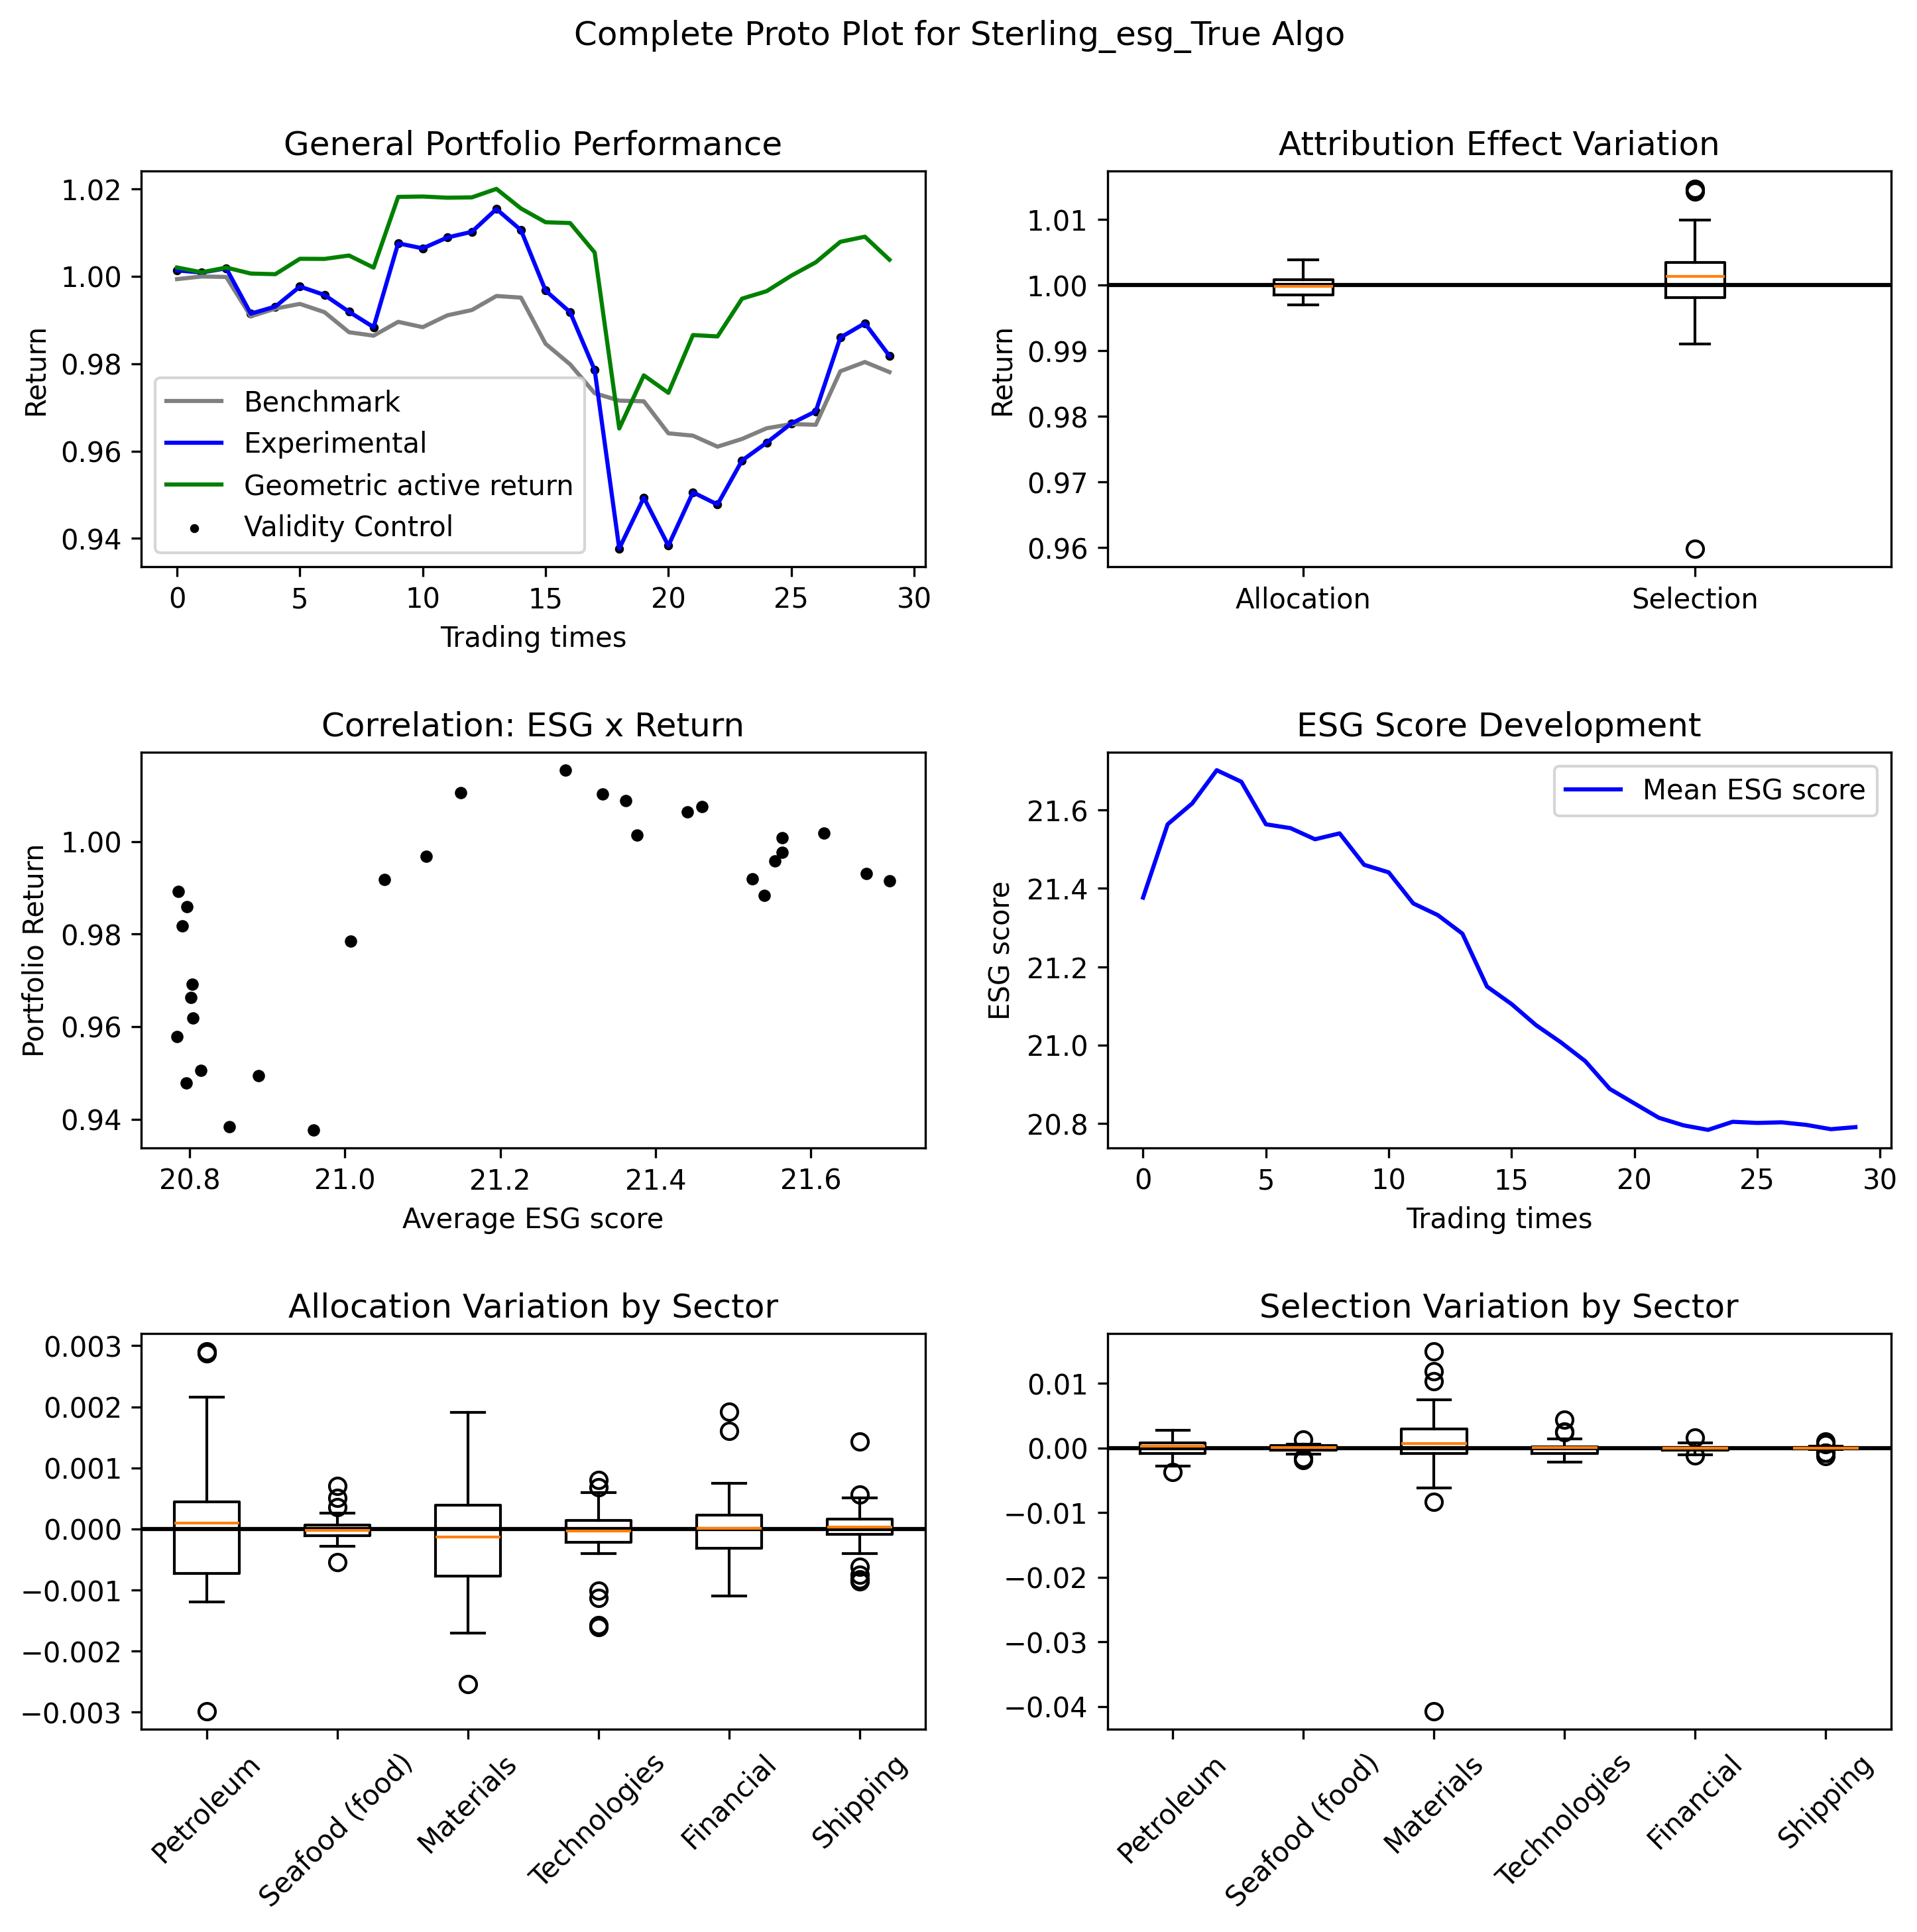 Complete Proto Plot for Sterling_esg_True Algo
General Portfolio Performance
Return
1.02
1.00
0.98
0.96
0.94
Benchmark
Experimental
Geometric active return
Validity Control
0 5 10 15 20 25 30
Trading times
Attribution Effect Variation
Return
1.01
1.00
0.99
0.98
0.97
0.96
Allocation Selection
Correlation: ESG x Return
Portfolio Return
1.00
0.98
0.96
0.94
20.8 21.0 21.2 21.4 21.6
Average ESG score
ESG Score Development
ESG score
21.6
21.4
21.2
21.0
20.8
Mean ESG score
0 5 10 15 20 25 30
Trading times
Allocation Variation by Sector
0.003
0.002
0.001
0.000
−0.001
−0.002
−0.003
Petroleum
Seafood (food)
Materials
Technologies
Financial
Shipping
Selection Variation by Sector
0.01
0.00
−0.01
−0.02
−0.03
−0.04
Petroleum
Seafood (food)
Materials
Technologies
Financial
Shipping